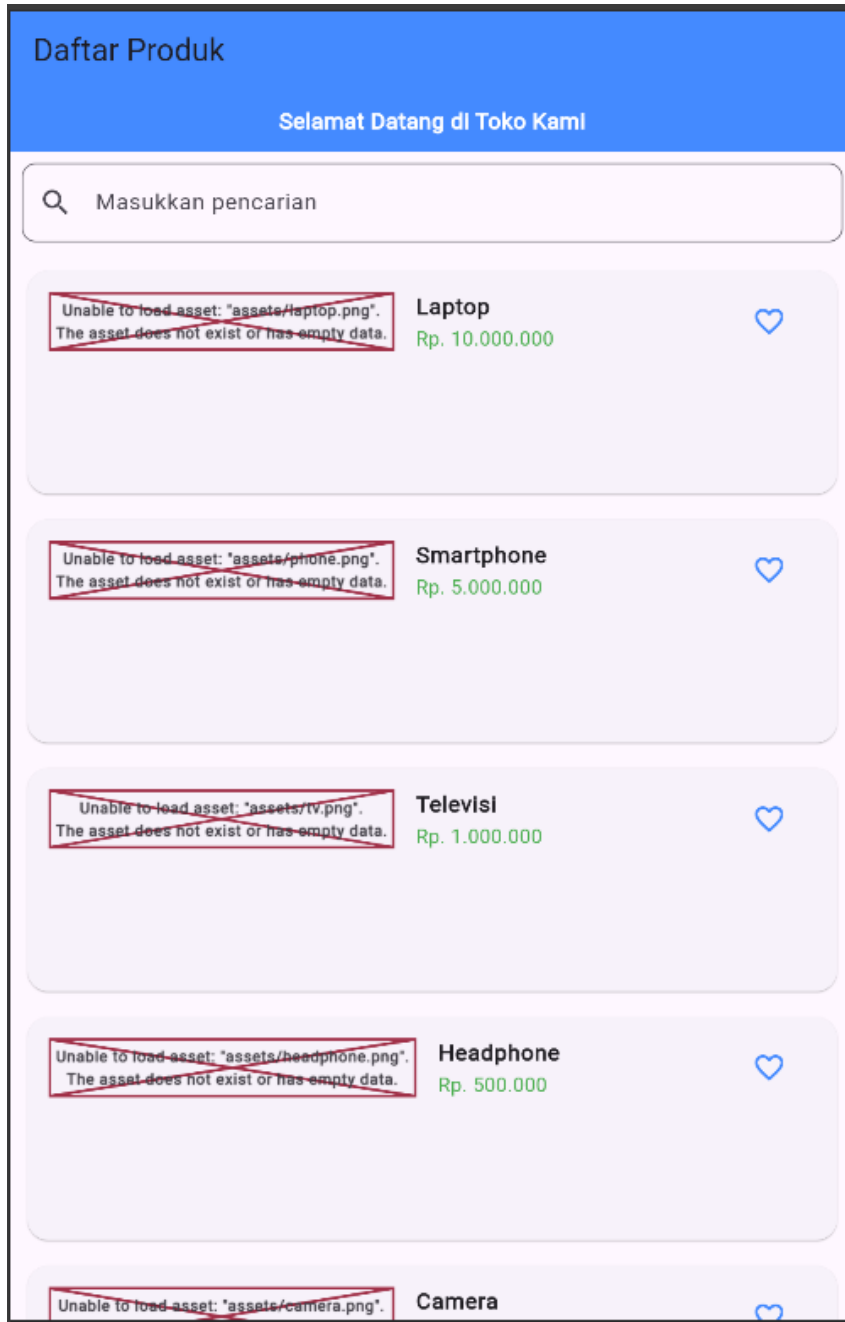 Daftar Produk
Selamat Datang di Toko Kami
Masukkan pencarian
Unable to load asset: "assets/laptop.png".
The asset does not exist or has empty data.
Laptop
Rp. 10.000.000
Unable to load asset: "assets/phone.png".
The asset does not exist or has empty data.
Smartphone
Rp. 5.000.000
Unable to load asset: "assets/tv.png".
The asset does not exist or has empty data.
Televisi
Rp. 1.000.000
Unable to load asset: "assets/headphone.png".
The asset does not exist or has empty data.
Headphone
Rp. 500.000
Unable to load asset: "assets/camera.png".
Camera